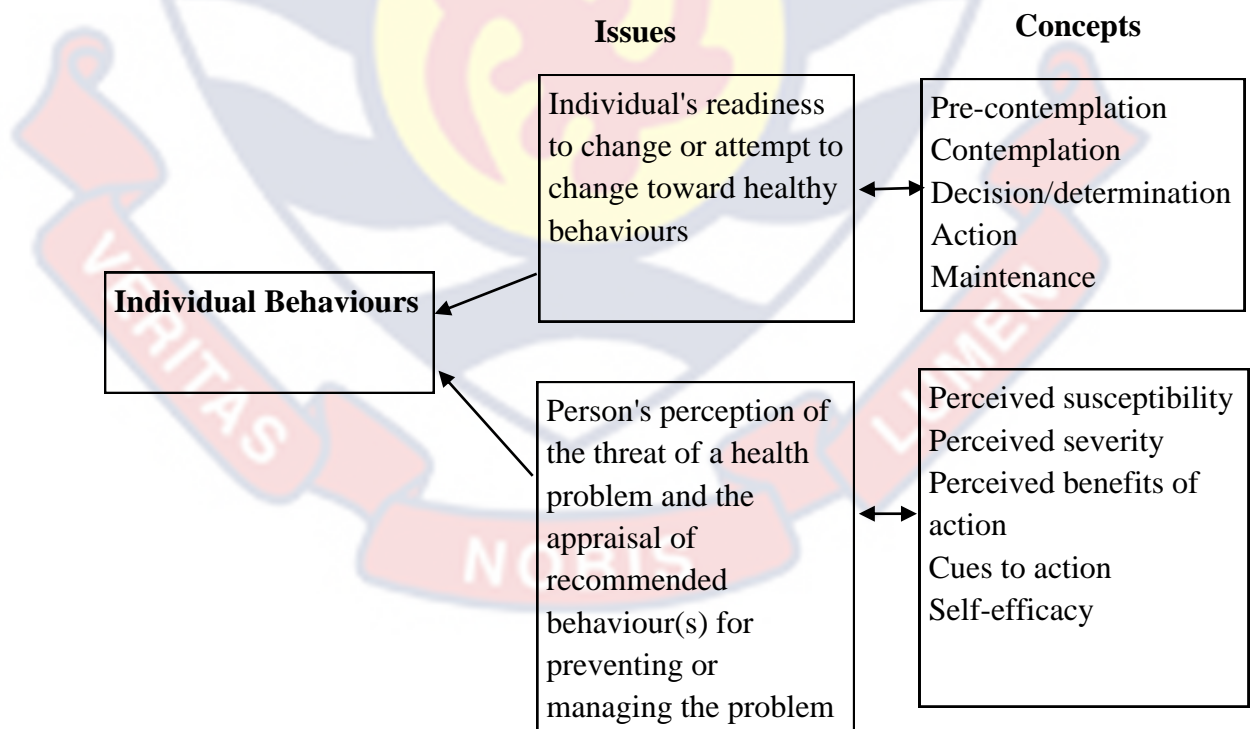 Issues
Concepts
Individual's readiness
to change or attempt to
change toward healthy
behaviours
Pre-contemplation
Contemplation
Decision/determination
Action
Maintenance
Individual Behaviours
Person's perception of
the threat of a health
problem and the
appraisal of
recommended
behaviour(s) for
preventing or
managing the problem
Perceived susceptibility
Perceived severity
Perceived benefits of
action
Cues to action
Self-efficacy
VERITAS
NOBIS
LUMEN